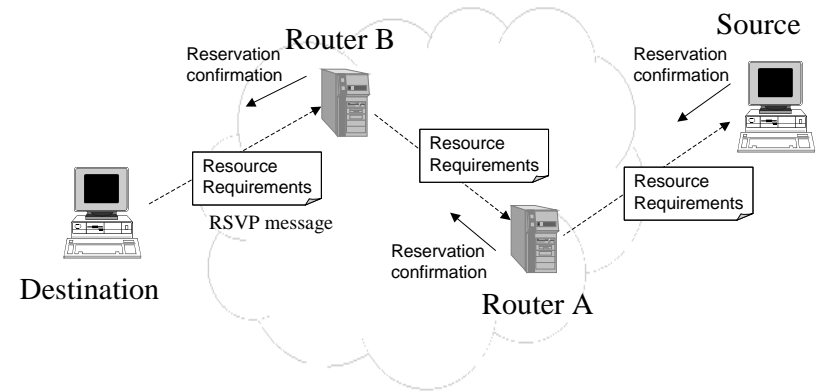 Source
Router B
Reservation
confirmation
Reservation
confirmation
Resource
Requirements
Resource
Requirements
Resource
Requirements
RSVP message
Reservation
confirmation
Destination
Router A